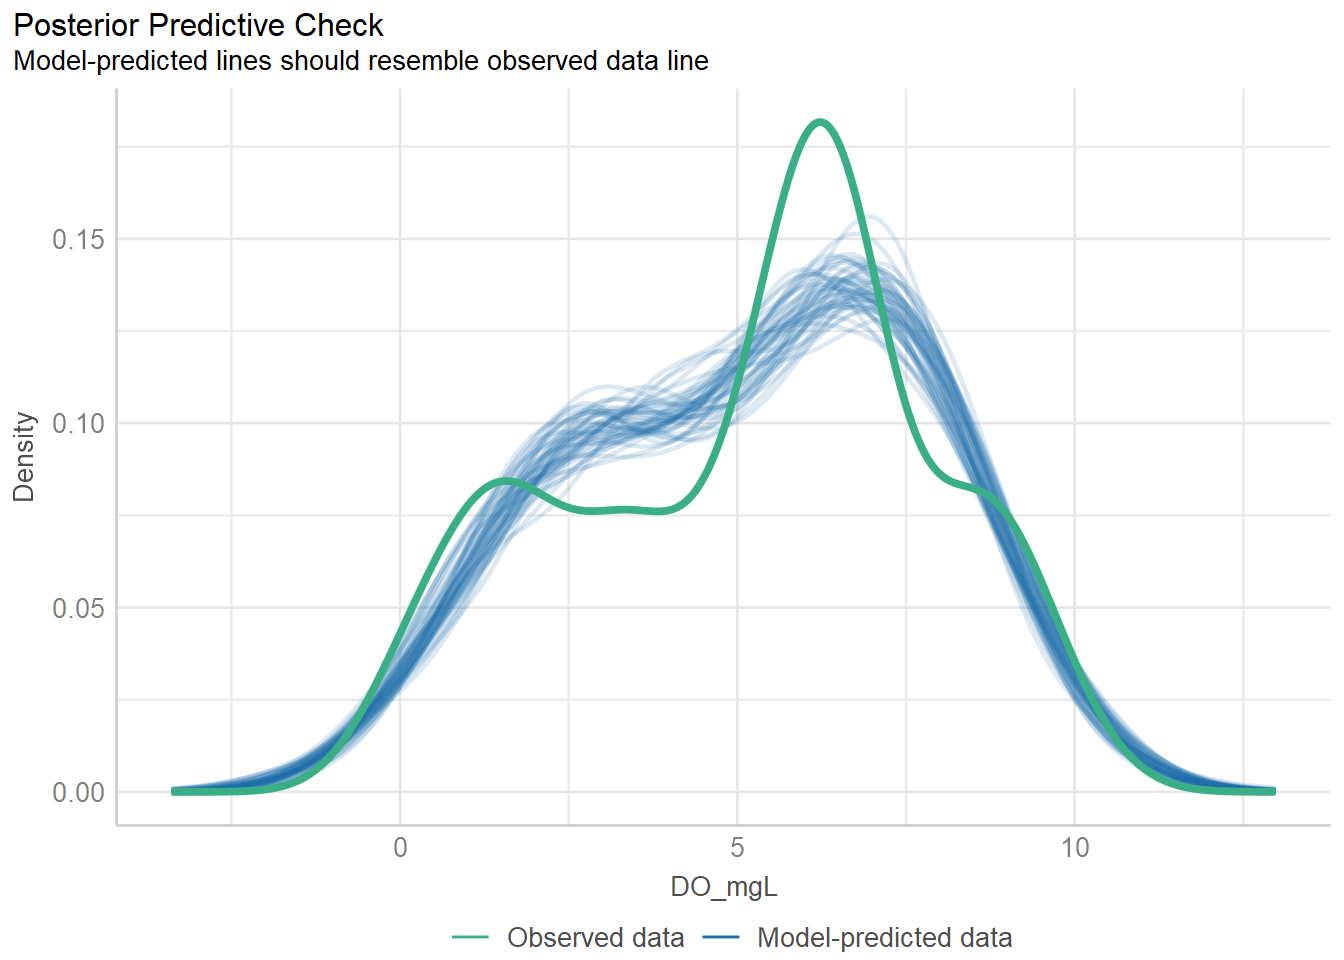 Posterior Predictive Check
Model-predicted lines should resemble observed data line
Density
0.15
0.10
0.05
0.00
0
5
10
DO_mgL
Observed data
Model-predicted data